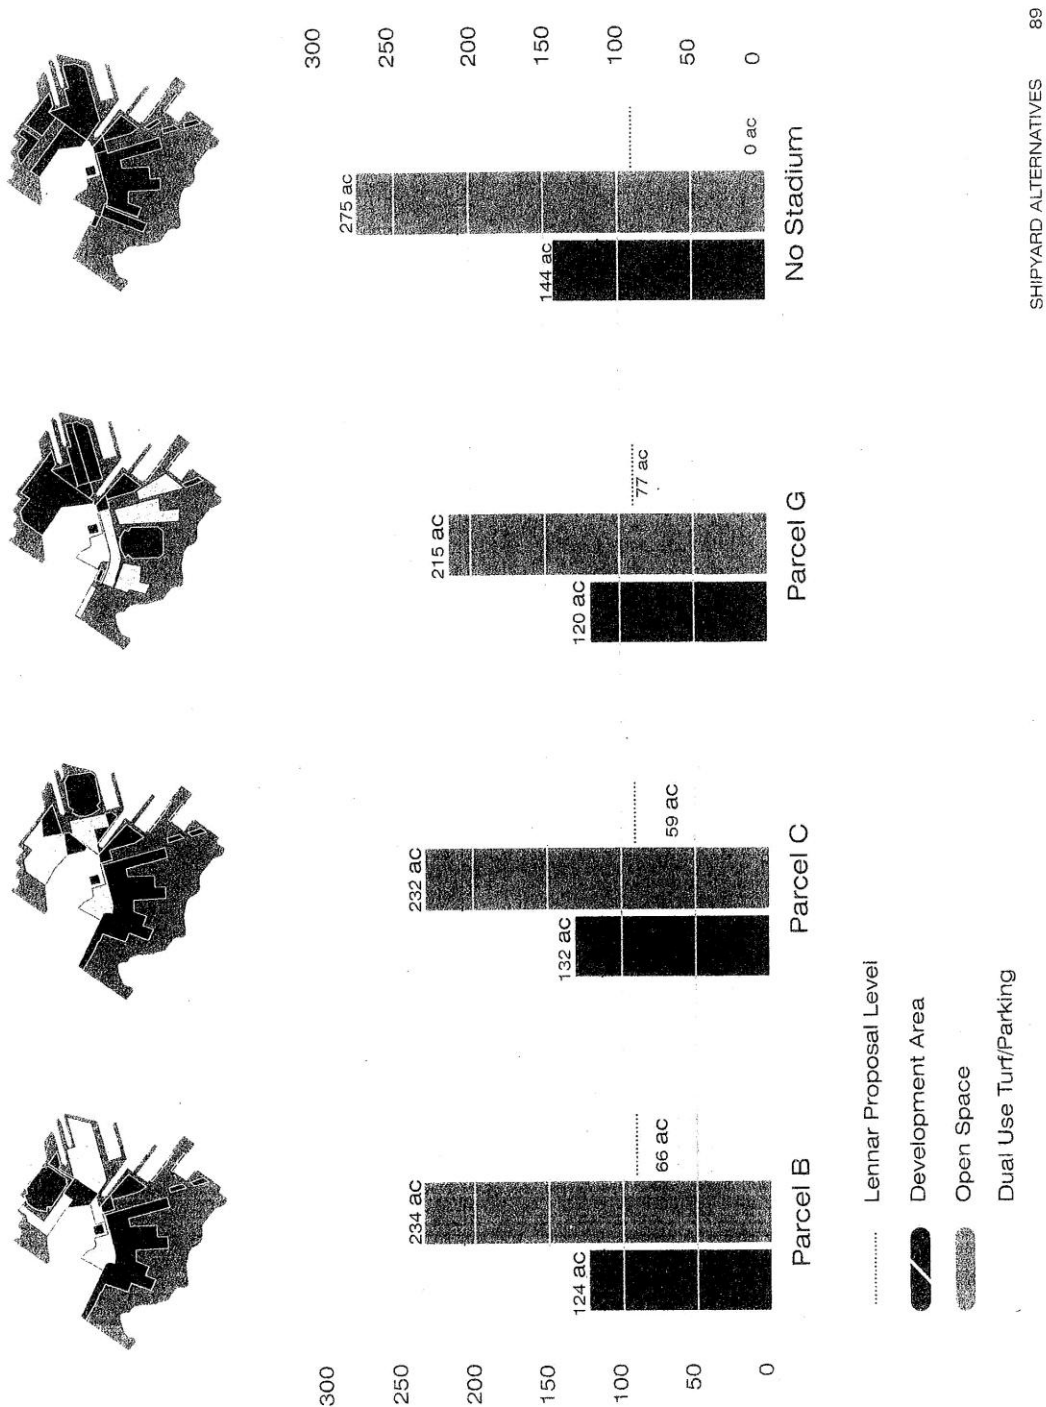 300
250
200
150
100
50
0
234 ac
124 ac
66 ac
Parcel B
232 ac
132 ac
59 ac
Parcel C
215 ac
120 ac
77 ac
Parcel G
275 ac
144 ac
0 ac
No Stadium
300
250
200
150
100
50
0
Lennar Proposal Level
Development Area
Open Space
Dual Use Turf/Parking
SHIPYARD ALTERNATIVES 89